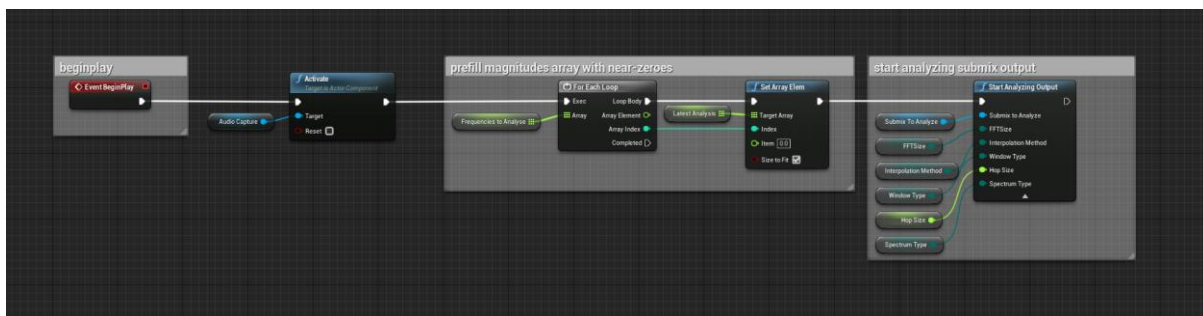 beginplay
Event BeginPlay
Audio Capture
Activate
Target is Actor Component
Target
Reset
prefill magnitudes array with near-zeroes
Frequencies to Analyse
For Each Loop
Exec
Loop Body
Array
Array Element
Array Index
Completed
Latest Analysis
Set Array Elem
Target Array
Index
Item 0.0
Size to Fit
start analyzing submix output
Submix To Analyze
FFTSize
Interpolation Method
Window Type
Hop Size
Spectrum Type
Start Analyzing Output
Submix to Analyze
FFTSize
Interpolation Method
Window Type
Hop Size
Spectrum Type